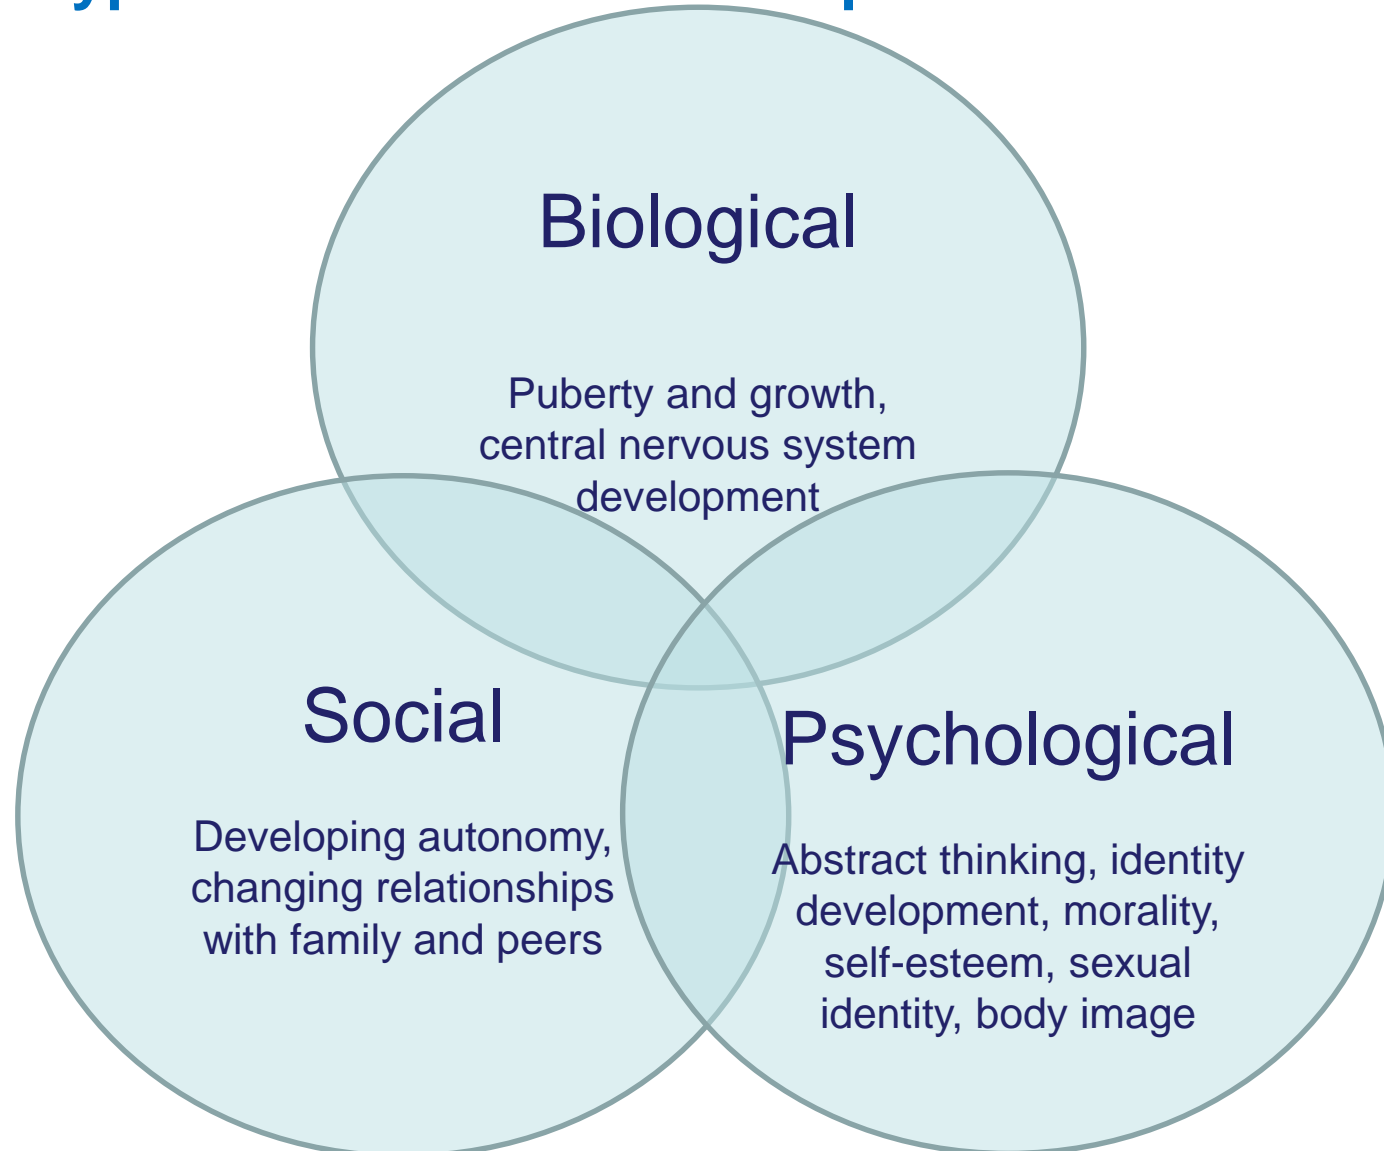 Biological
Puberty and growth,
central nervous system
development
Social
Developing autonomy,
changing relationships
with family and peers
Psychological
Abstract thinking, identity
development, morality,
self-esteem, sexual
identity, body image